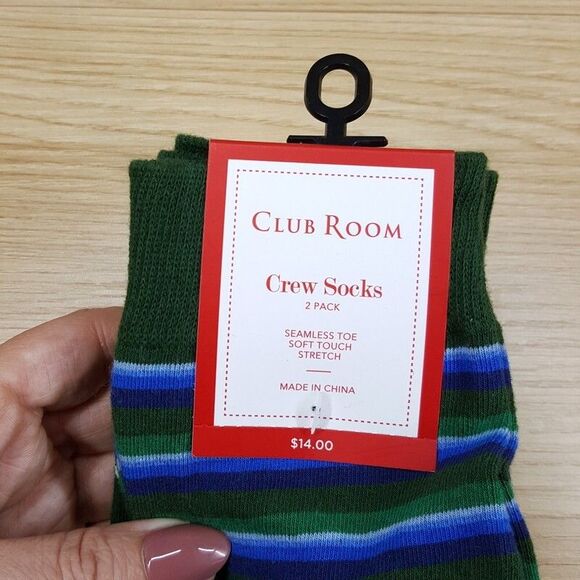 CLUB ROOM
Crew Socks
2 PACK
SEAMLESS TOE
SOFT TOUCH
STRETCH
MADE IN CHINA
$14.00